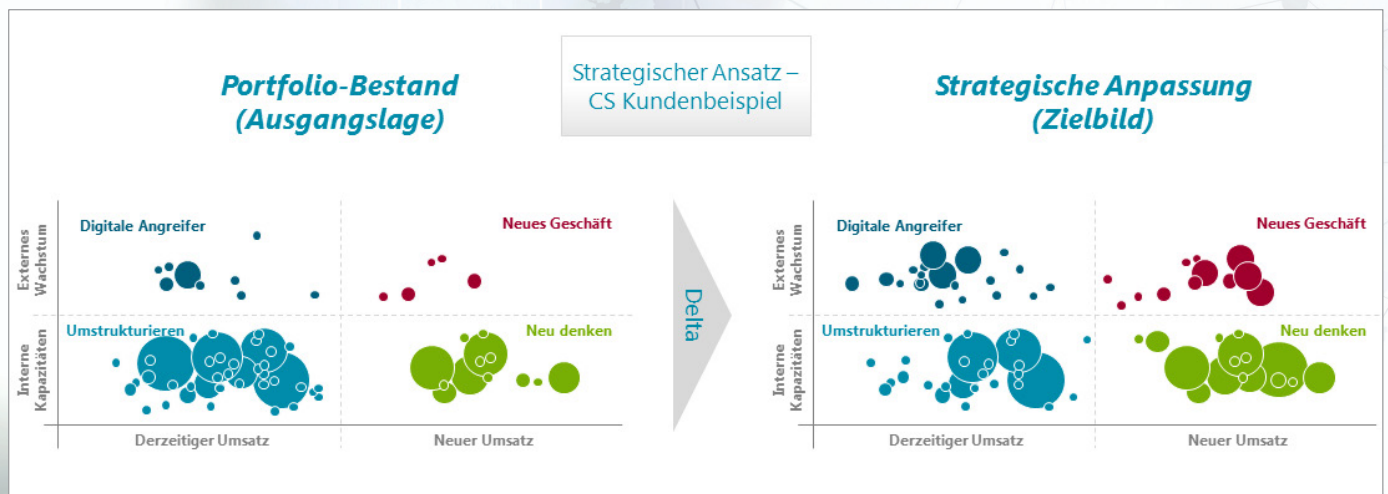 Portfolio-Bestand
(Ausgangslage)
Strategischer Ansatz –
CS Kundenbeispiel
Strategische Anpassung
(Zielbild)
Externes
Wachstum
Digitale Angreifer
Neues Geschäft
Interne
Kapazitäten
Umstrukturieren
Neu denken
Derzeitiger Umsatz
Neuer Umsatz
Delta
Externes
Wachstum
Digitale Angreifer
Neues Geschäft
Interne
Kapazitäten
Umstrukturieren
Neu denken
Derzeitiger Umsatz
Neuer Umsatz